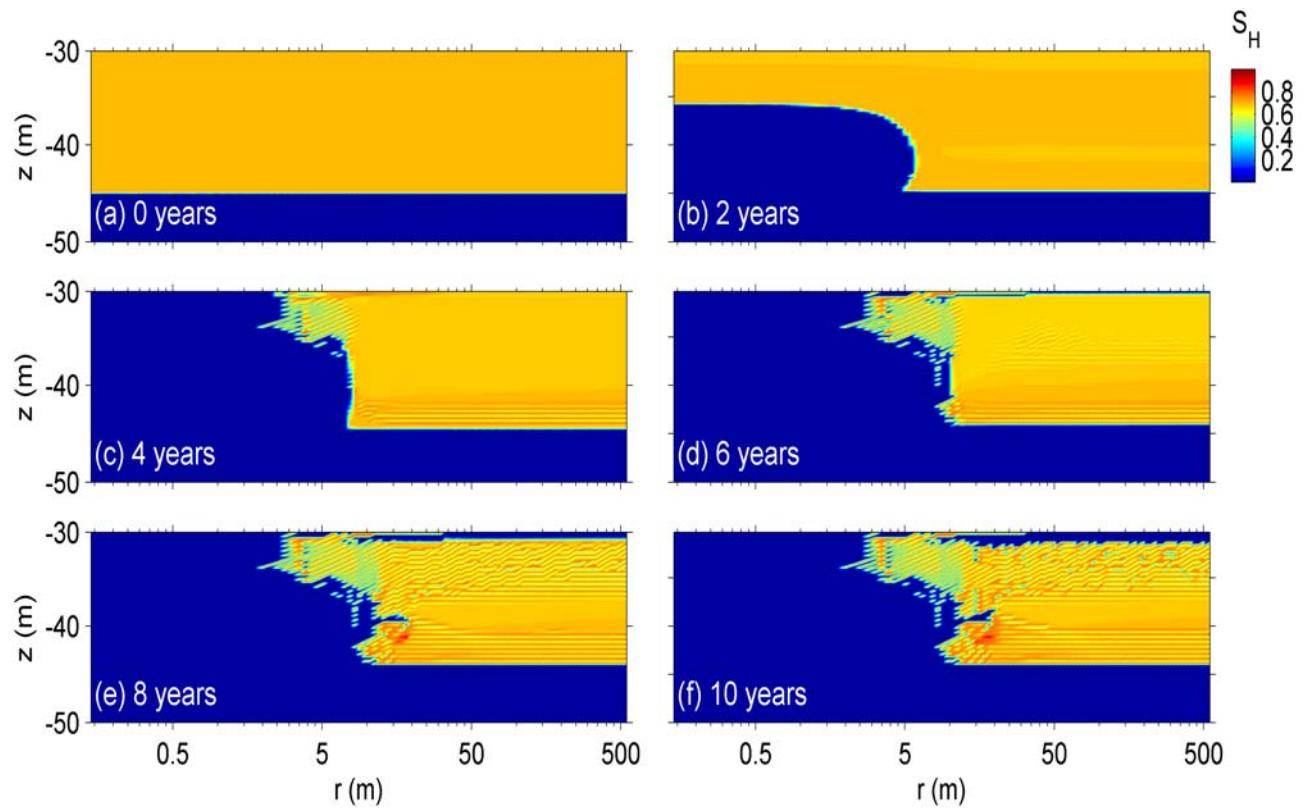 S_H
-30
-40
-50
z (m)
(a) 0 years
(b) 2 years
0.8
0.6
0.4
0.2
-30
-40
-50
z (m)
(c) 4 years
(d) 6 years
-30
-40
-50
z (m)
(e) 8 years
(f) 10 years
0.5 5 50 500
0.5 5 50 500
r (m)
r (m)